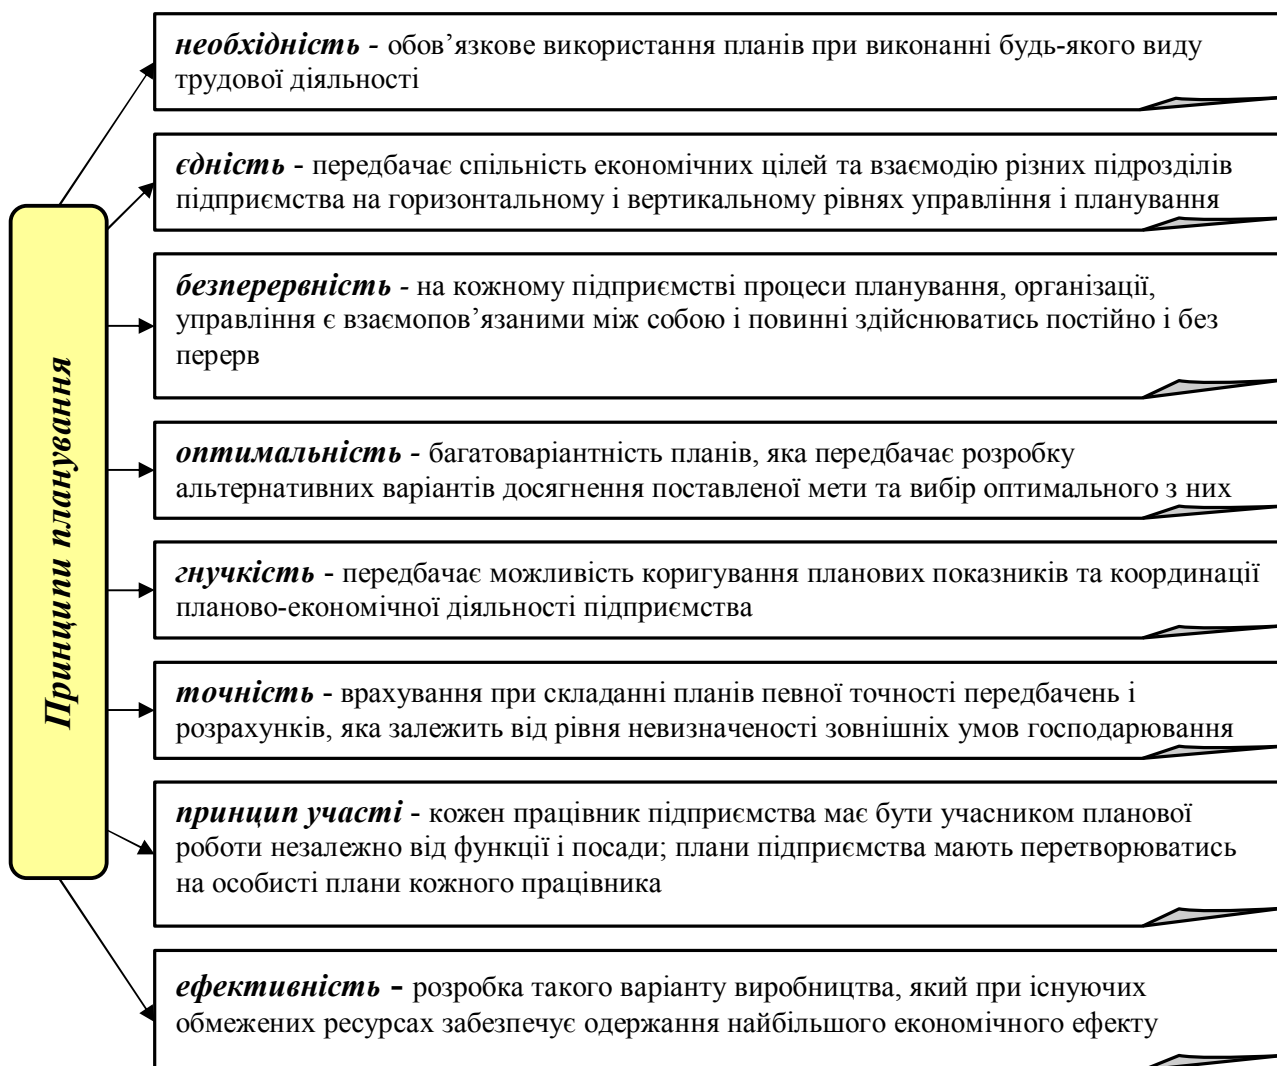 Принципи планування
необхідність - обов’язкове використання планів при виконанні будь-якого виду
трудової діяльності
єдність - передбачає спільність економічних цілей та взаємодію різних підрозділів
підприємства на горизонтальному і вертикальному рівнях управління і планування
безперервність - на кожному підприємстві процеси планування, організації,
управління є взаємопов’язаними між собою і повинні здійснюватись постійно і без
перерв
оптимальність - багатоваріантність планів, яка передбачає розробку
альтернативних варіантів досягнення поставленої мети та вибір оптимального з них
гнучкість - передбачає можливість коригування планових показників та координації
планово-економічної діяльності підприємства
точність - врахування при складанні планів певної точності передбачень і
розрахунків, яка залежить від рівня невизначеності зовнішніх умов господарювання
принцип участі - кожен працівник підприємства має бути учасником планової
роботи незалежно від функції і посади; плани підприємства мають перетворюватись
на особисті плани кожного працівника
ефективність - розробка такого варіанту виробництва, який при існуючих
обмежених ресурсах забезпечує одержання найбільшого економічного ефекту